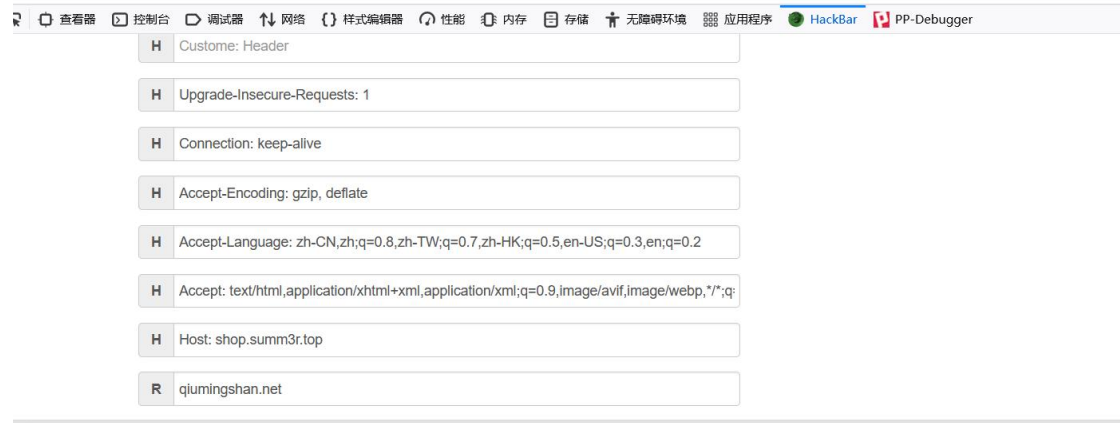 查看器 控制台 调试器 网络 样式编辑器 性能 内存 存储 无障碍环境 应用程序 HackBar PP-Debugger
H Custome: Header
H Upgrade-Insecure-Requests: 1
H Connection: keep-alive
H Accept-Encoding: gzip, deflate
H Accept-Language: zh-CN,zh;q=0.8,zh-TW;q=0.7,zh-HK;q=0.5,en-US;q=0.3,en;q=0.2
H Accept: text/html,application/xhtml+xml,application/xml;q=0.9,image/avif,image/webp,*/*;q=
H Host: shop.summ3r.top
R qiumingshan.net